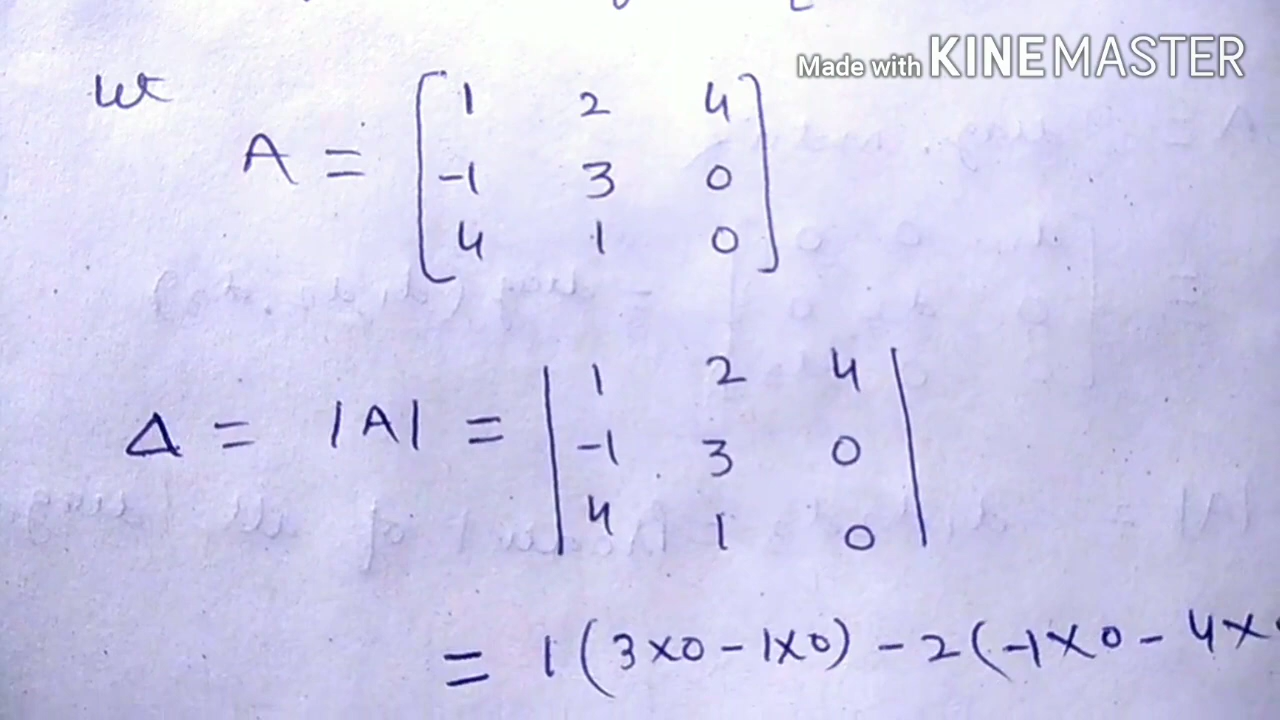 Made with KINEMASTER
let
A = [ 1 2 4
-1 3 0
4 1 0 ]
Δ = |A| = | 1 2 4
-1 3 0
4 1 0 |
= 1 ( 3×0 - 1×0 ) - 2 ( -1×0 - 4×